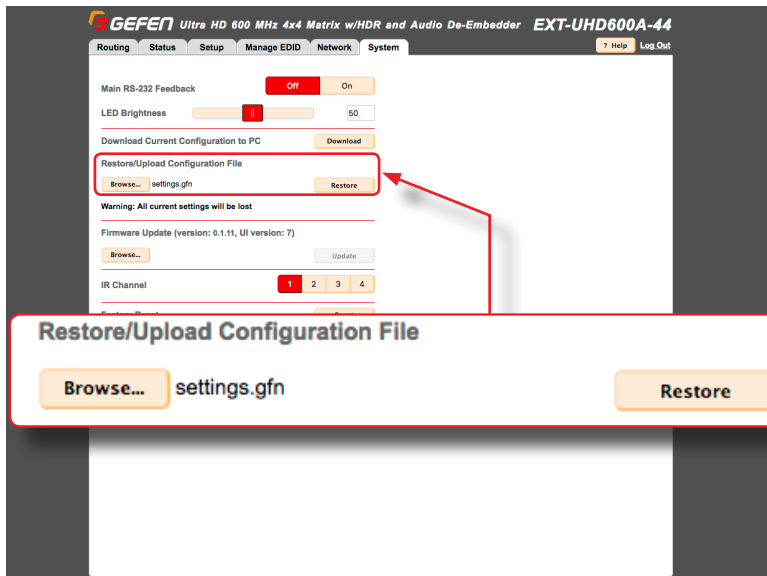 GEFEN Ultra HD 600 MHz 4x4 Matrix w/HDR and Audio De-Embedder EXT-UHD600A-44
Routing Status Setup Manage EDID Network System ? Help Log Out
Main RS-232 Feedback Off On
LED Brightness 50
Download Current Configuration to PC Download
Restore/Upload Configuration File
Browse... settings.gfn Restore
Warning: All current settings will be lost
Firmware Update (version: 0.1.11, UI version: 7)
Browse... Update
IR Channel 1 2 3 4
Restore/Upload Configuration File
Browse... settings.gfn Restore